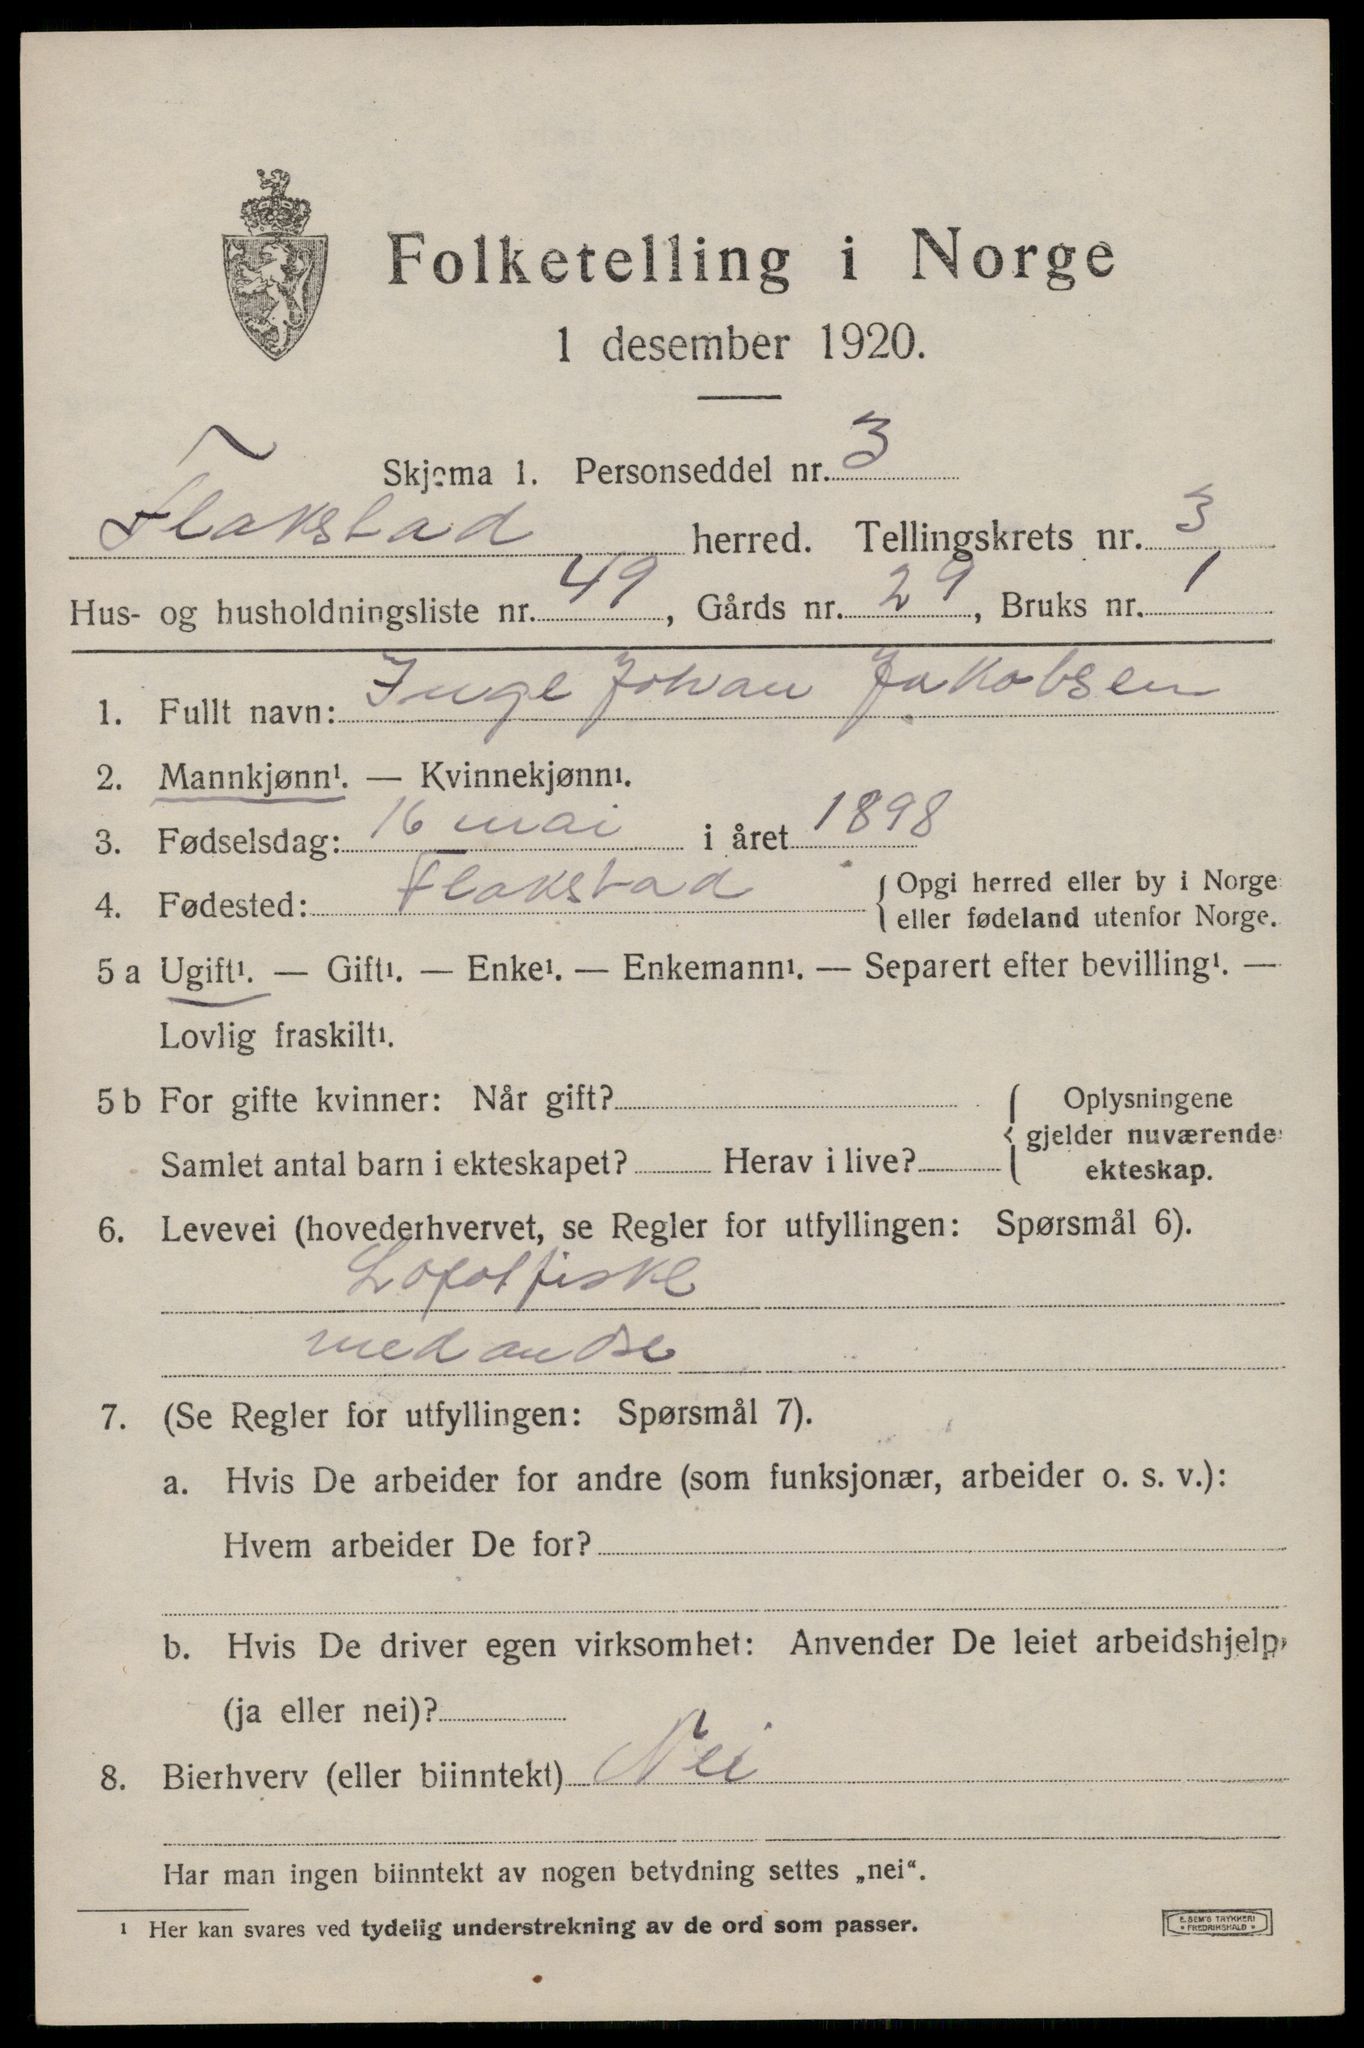 Folketelling i Norge
1 desember 1920.
Skjema 1. Personseddel nr. 3
Flakstad herred. Tellingskrets nr. 3
Hus- og husholdningsliste nr. 49, Gårds nr. 29, Bruks nr. 1
1. Fullt navn: Inge Johan Jakobsen
2. Mannkjønn¹. — Kvinnekjønn¹.
3. Fødselsdag: 16 mai i året 1898
4. Fødested: Flakstad { Opgi herred eller by i Norge
eller fødeland utenfor Norge.
5 a Ugift¹. — Gift¹. — Enke¹. — Enkemann¹. — Separert efter bevilling¹. —
Lovlig fraskilt¹.
5 b For gifte kvinner: Når gift? { Oplysningene
gjelder nuværende
Samlet antal barn i ekteskapet? Herav i live? ekteskap.
6. Levevei (hovederhvervet, se Regler for utfyllingen: Spørsmål 6).
Lofotfiske
med andre
7. (Se Regler for utfyllingen: Spørsmål 7).
a. Hvis De arbeider for andre (som funksjonær, arbeider o. s. v.):
Hvem arbeider De for?
b. Hvis De driver egen virksomhet: Anvender De leiet arbeidshjelp
(ja eller nei)?
8. Bierhverv (eller biinntekt) Nei
Har man ingen biinntekt av nogen betydning settes „nei“.
¹ Her kan svares ved tydelig understrekning av de ord som passer.
E. SEM'S TRYKKERI
FREDRIKSHALD